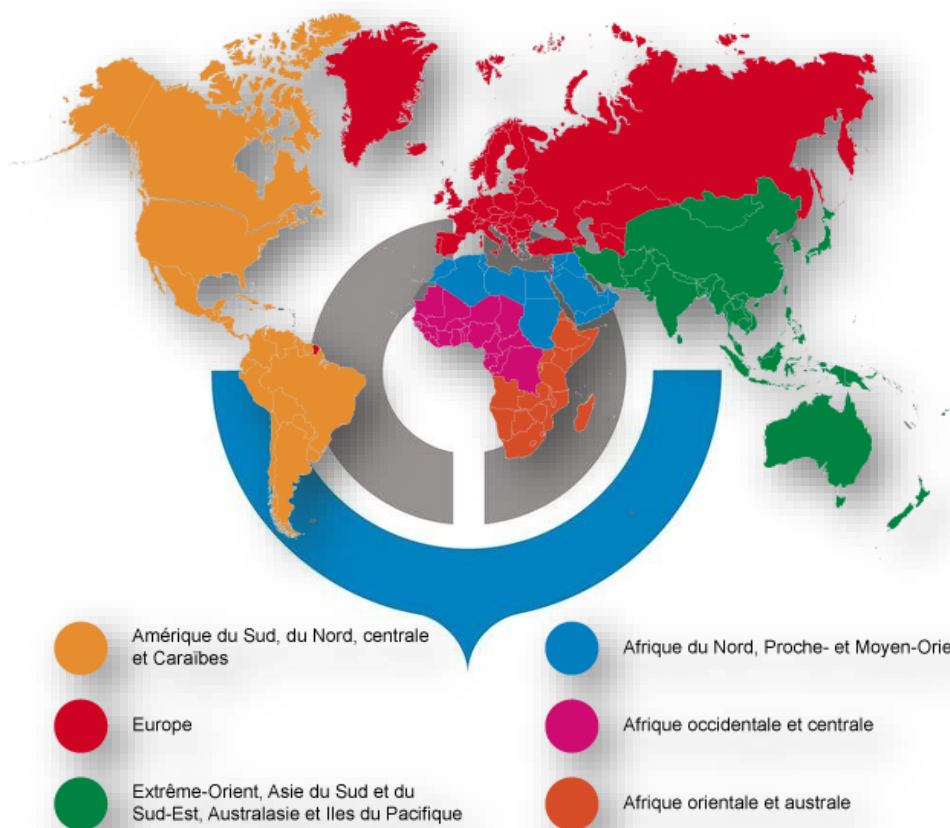 Amérique du Sud, du Nord, centrale
et Caraïbes
Europe
Extrême-Orient, Asie du Sud et du
Sud-Est, Australasie et Iles du Pacifique
Afrique du Nord, Proche- et Moyen-Orie
Afrique occidentale et centrale
Afrique orientale et australe